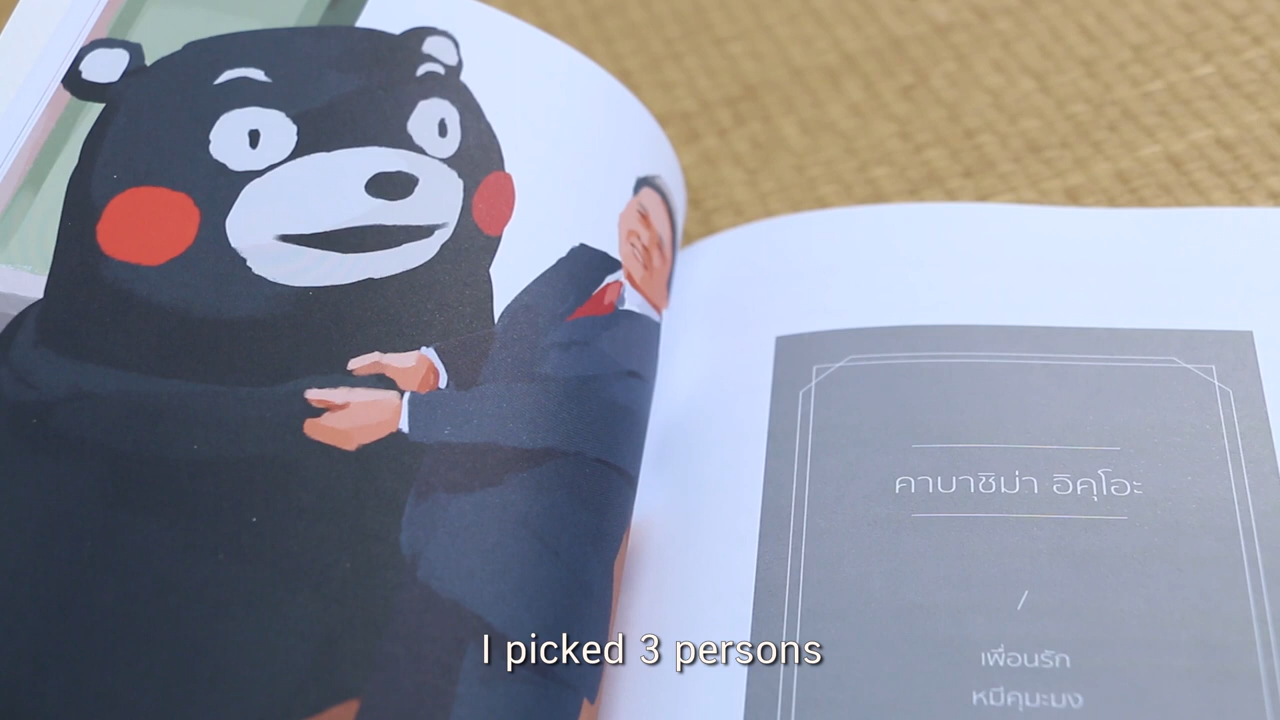 คาบาชิม่า อิคุโอะ
/
เพื่อนรัก
หมีคุมะมง
I picked 3 persons